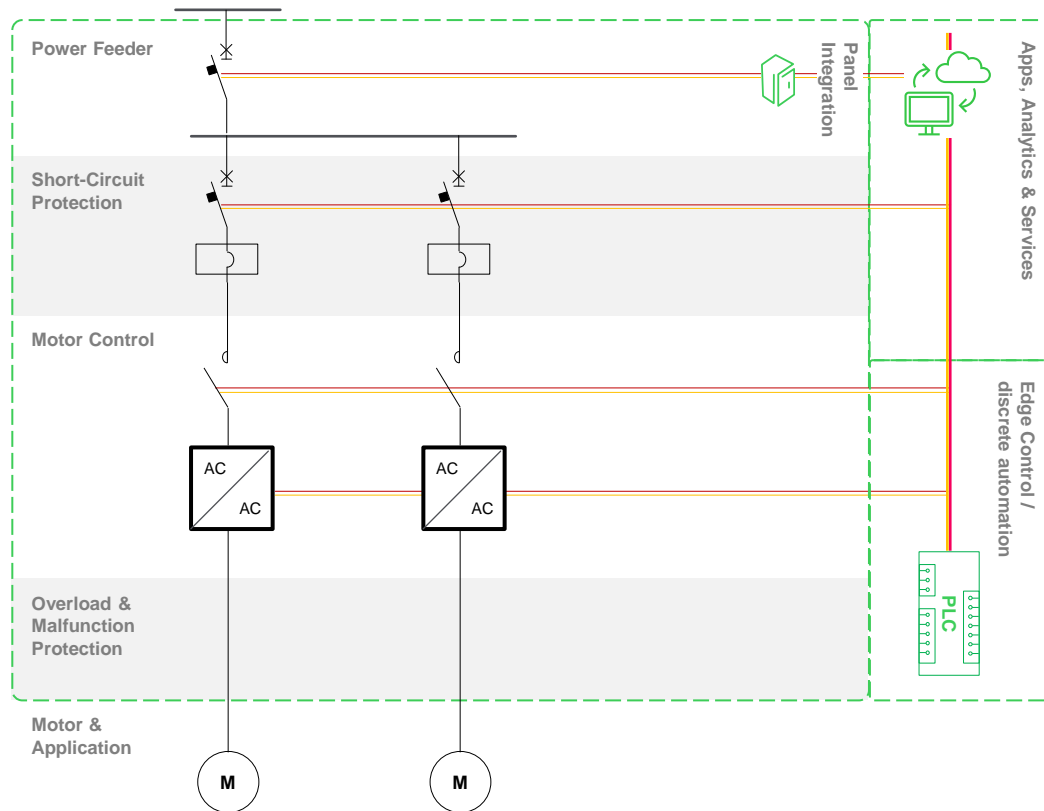 Power Feeder
Panel
Integration
Apps, Analytics & Services
Short-Circuit
Protection
Motor Control
Edge Control /
discrete automation
AC
AC
AC
AC
PLC
Overload &
Malfunction
Protection
Motor &
Application
M
M